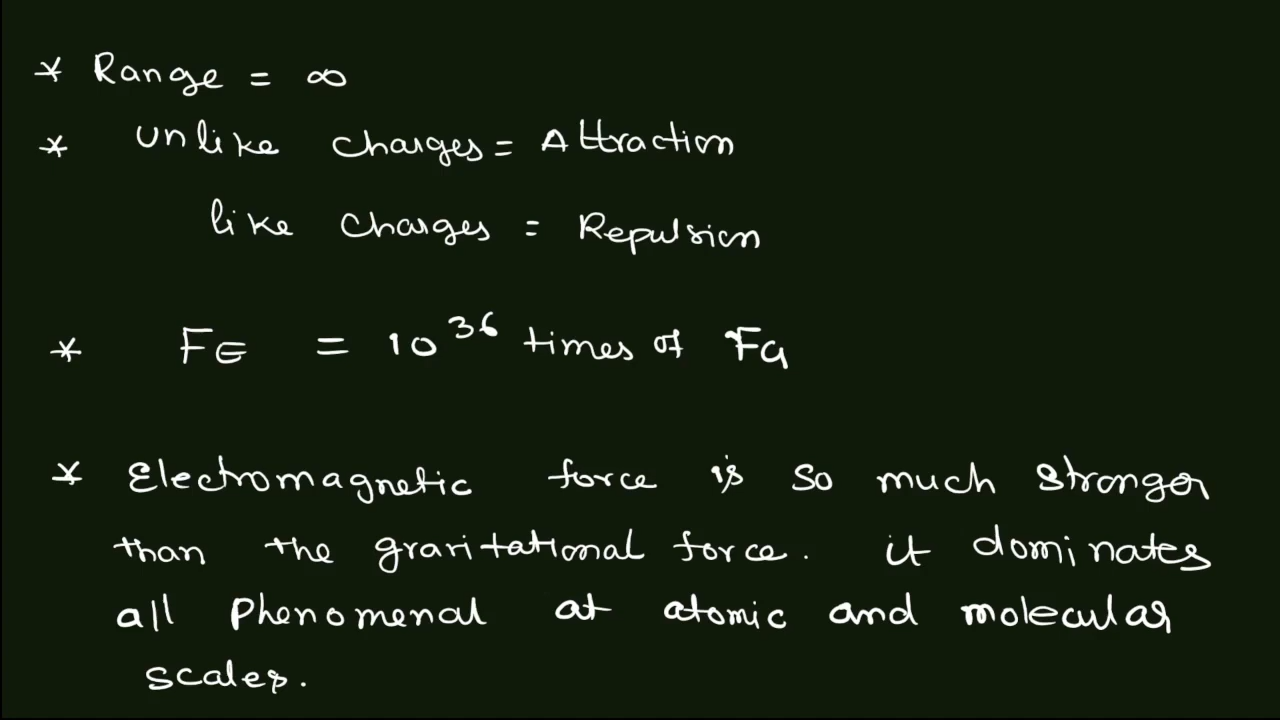 * Range = ∞
* unlike charges = Attraction
like charges = Repulsion
* FE = 10^36 times of FG
* Electromagnetic force is so much stronger
than the gravitational force. it dominates
all Phenomenal at atomic and molecular
scales.